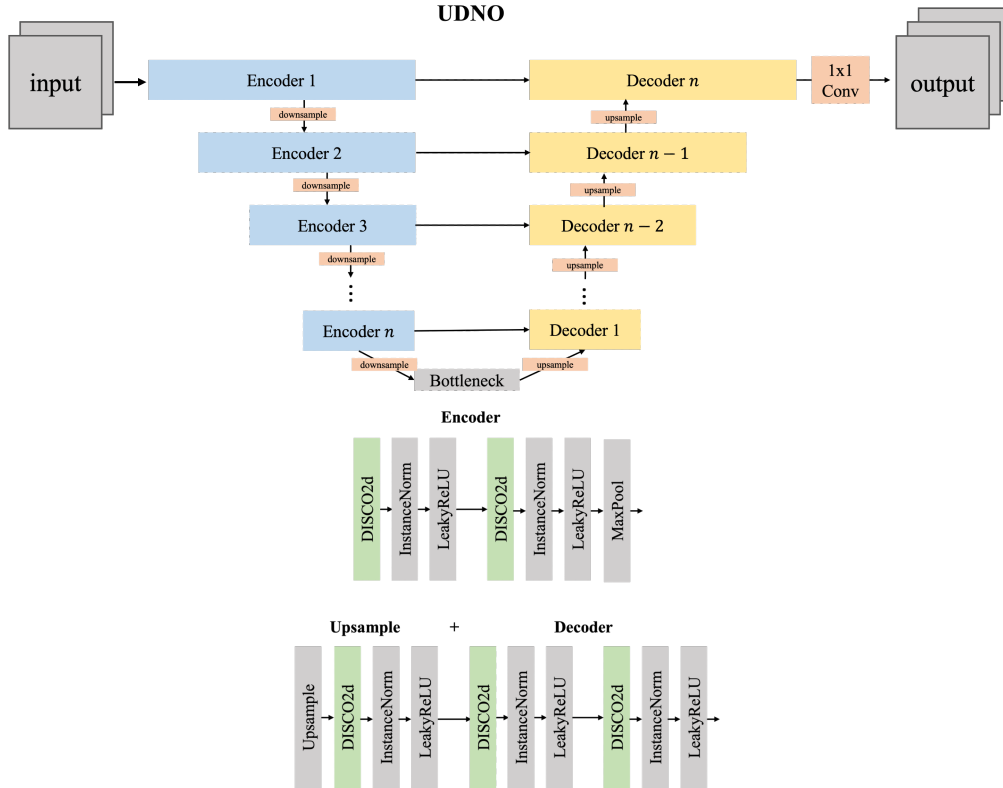 UDNO
input
Encoder 1
Decoder n
1x1
Conv
output
downsample
upsample
Encoder 2
Decoder n − 1
downsample
upsample
Encoder 3
Decoder n − 2
downsample
upsample
⋮
⋮
Encoder n
Decoder 1
downsample
upsample
Bottleneck
Encoder
DISCO2d
InstanceNorm
LeakyReLU
DISCO2d
InstanceNorm
LeakyReLU
MaxPool
Upsample + Decoder
Upsample
DISCO2d
InstanceNorm
LeakyReLU
DISCO2d
InstanceNorm
LeakyReLU
DISCO2d
InstanceNorm
LeakyReLU